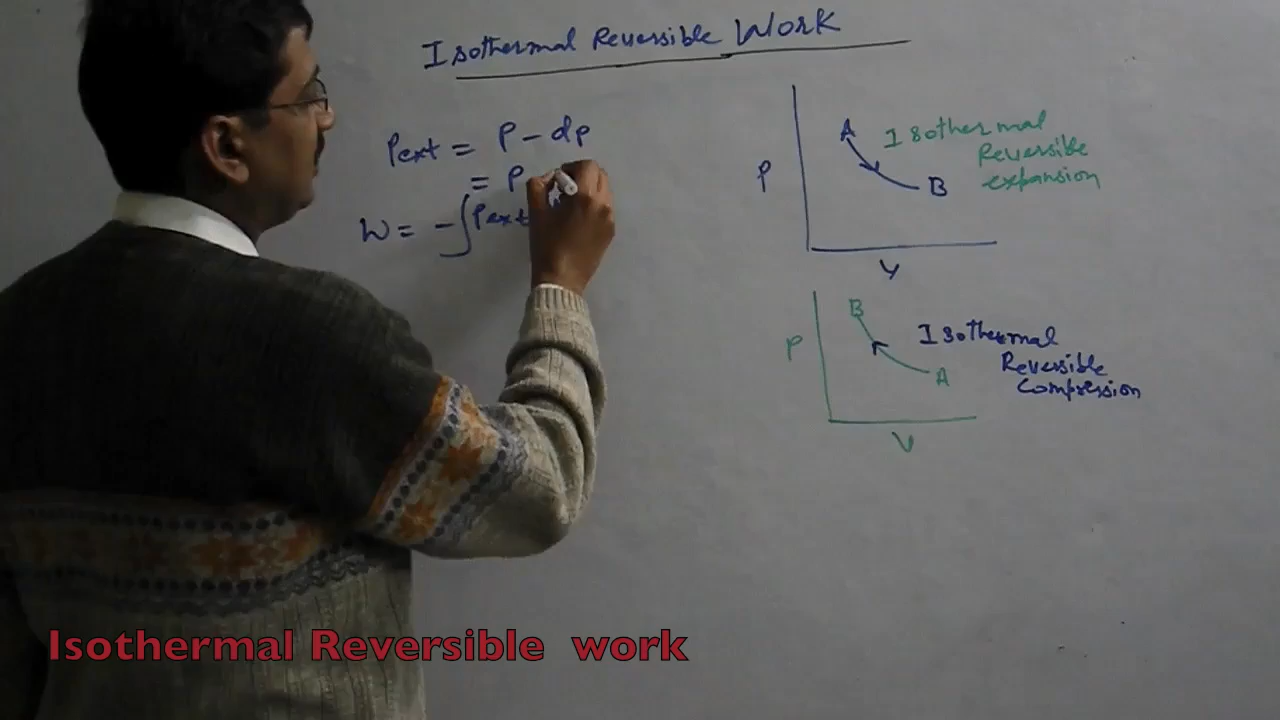 Isothermal Reversible Work
Pext = P - dp
= P
W = -∫Pext
A
Isothermal
Reversible
expansion
B
P
V
B
Isothermal
Reversible
Compression
P
A
V
Isothermal Reversible work